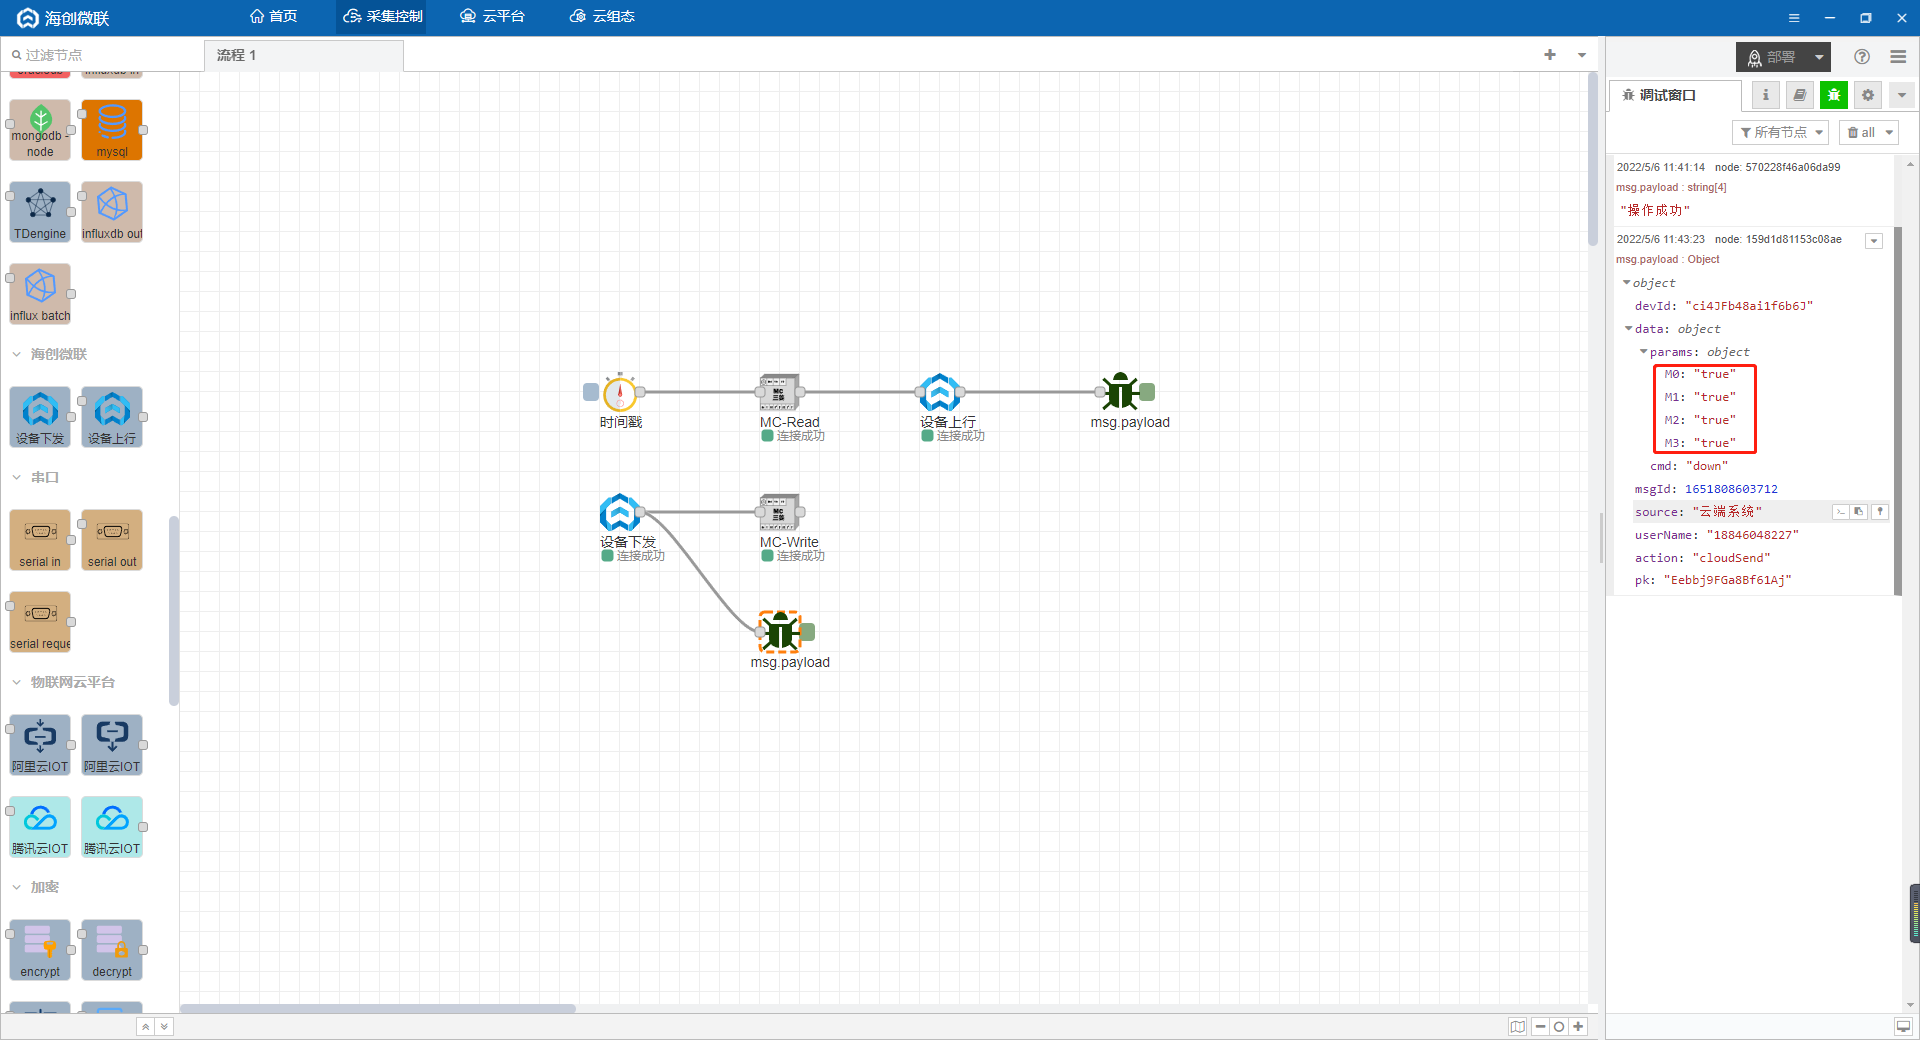 海创微联
首页
采集控制
云平台
云组态
过滤节点
流程 1
部署
mongodb -
node
mysql
TDengine
influxdb out
influx batch
海创微联
设备下发
设备上行
串口
serial in
serial out
serial reque
物联网云平台
阿里云IOT
阿里云IOT
腾讯云IOT
腾讯云IOT
加密
encrypt
decrypt
时间戳
MC
三菱
MC-Read
连接成功
设备上行
连接成功
msg.payload
设备下发
连接成功
MC
三菱
MC-Write
连接成功
msg.payload
调试窗口
所有节点
all
2022/5/6 11:41:14 node: 570228f46a06da99
msg.payload : string[4]
"操作成功"
2022/5/6 11:43:23 node: 159d1d81153c08ae
msg.payload : Object
object
devId: "ci4JFb48ai1f6b6J"
data: object
params: object
M0: "true"
M1: "true"
M2: "true"
M3: "true"
cmd: "down"
msgId: 1651808603712
source: "云端系统"
userName: "18846048227"
action: "cloudSend"
pk: "Eebbj9FGa8Bf61Aj"